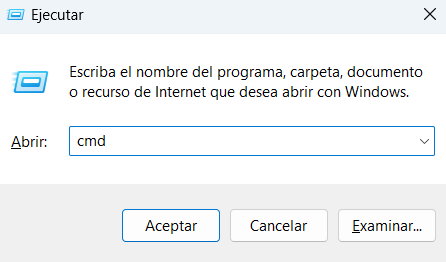 Ejecutar
Escriba el nombre del programa, carpeta, documento
o recurso de Internet que desea abrir con Windows.
Abrir:
cmd
Aceptar
Cancelar
Examinar...